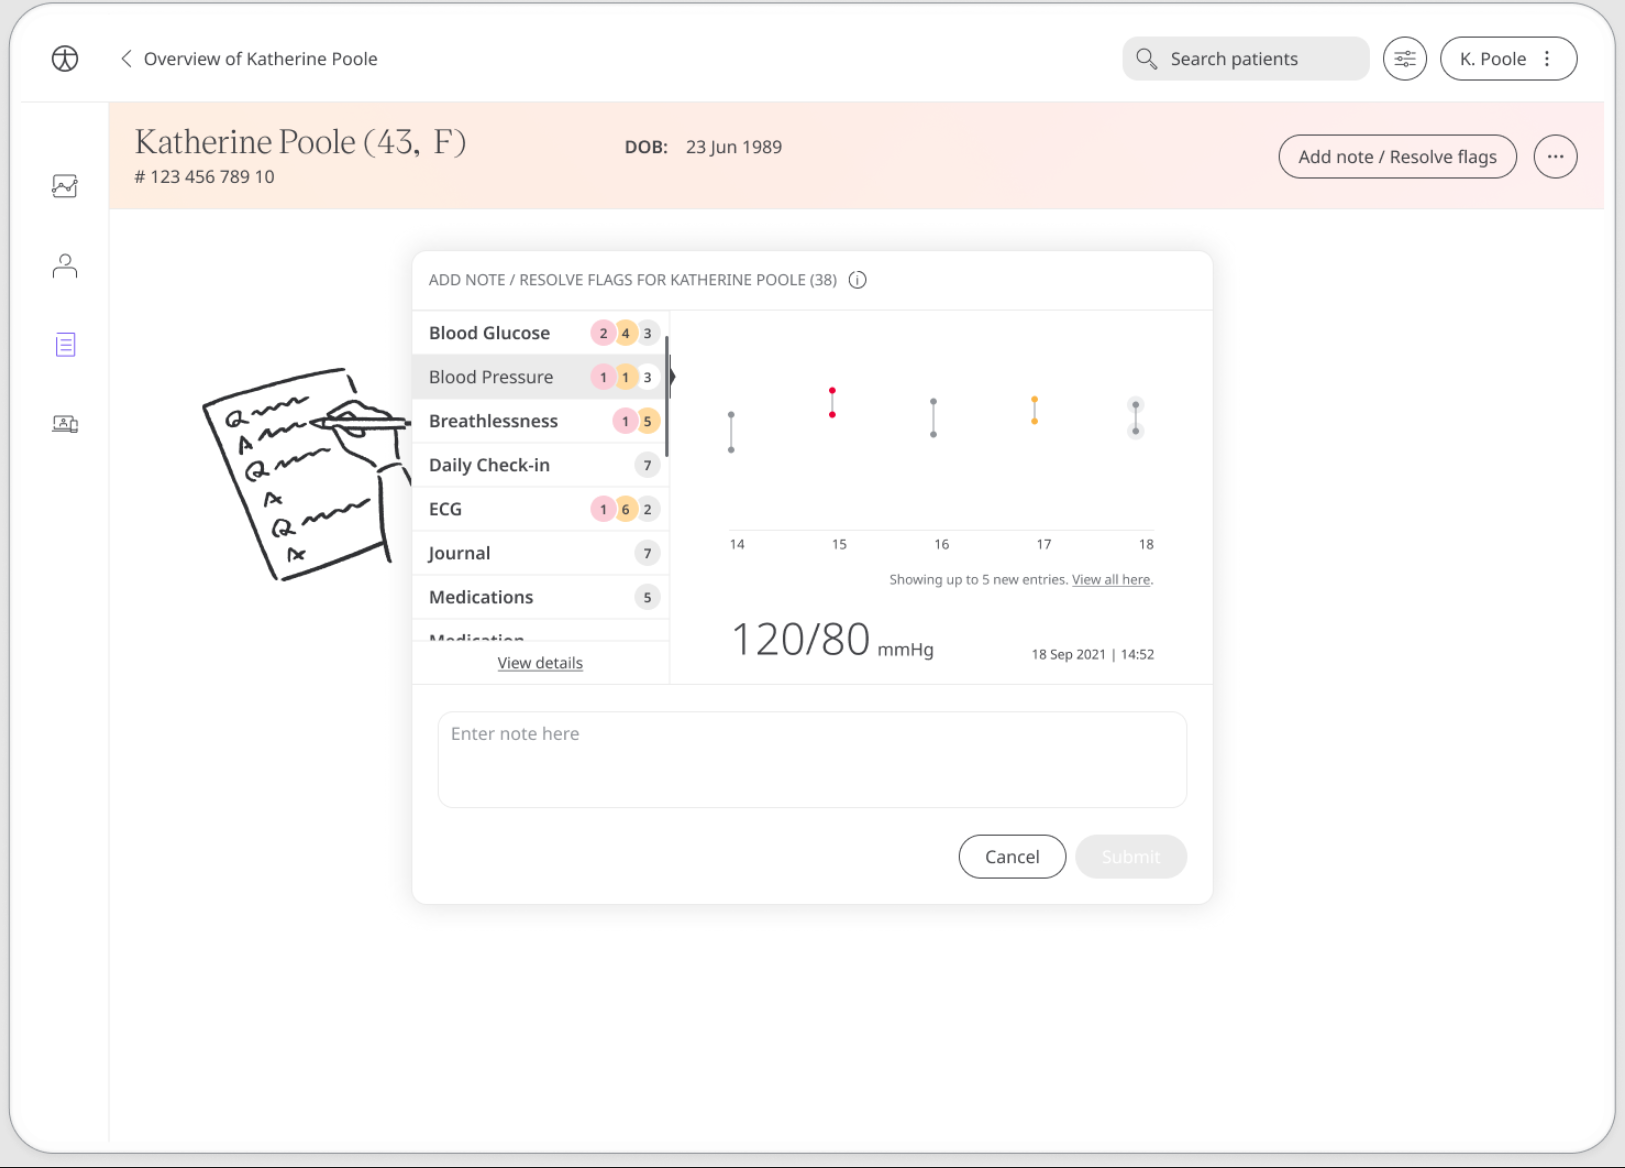 Overview of Katherine Poole
Search patients
K. Poole
Katherine Poole (43, F)
# 123 456 789 10
DOB: 23 Jun 1989
Add note / Resolve flags
ADD NOTE / RESOLVE FLAGS FOR KATHERINE POOLE (38)
Blood Glucose 2 4 3
Blood Pressure 1 1 3
Breathlessness 1 5
Daily Check-in 7
ECG 1 6 2
Journal 7
Medications 5
Medication
View details
14 15 16 17 18
Showing up to 5 new entries. View all here.
120/80 mmHg
18 Sep 2021 | 14:52
Enter note here
Cancel
Submit
Q
A
Q
A
Q
A